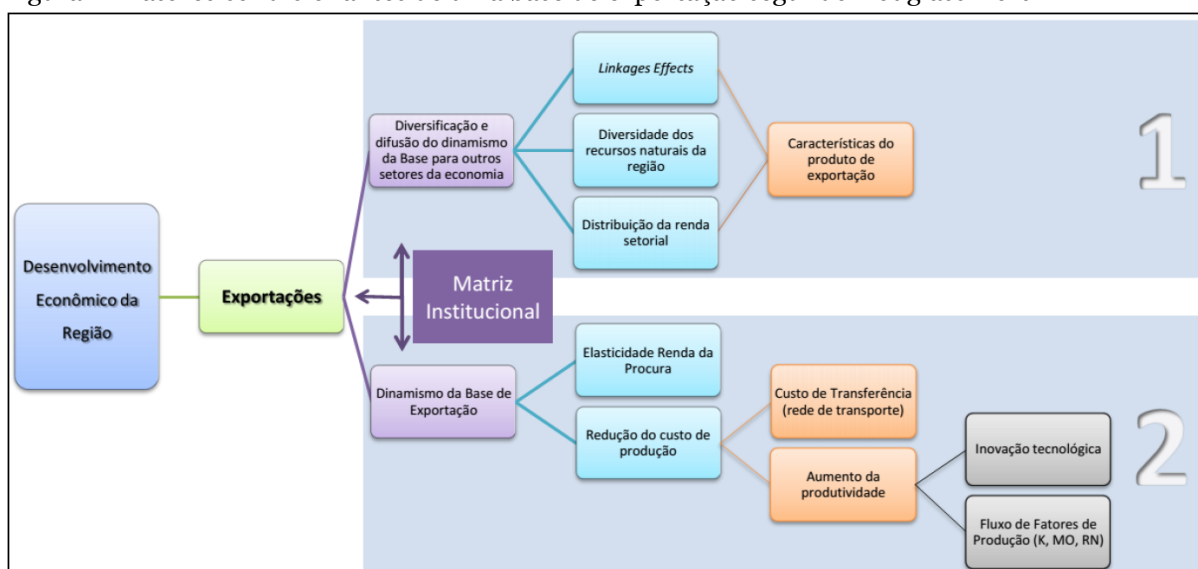 Linkages Effects
Diversificação e
difusão do dinamismo
da Base para outros
setores da economia
Diversidade dos
recursos naturais da
região
Características do
produto de
exportação
1
Distribuição da renda
setorial
Desenvolvimento
Econômico da
Região
Exportações
Matriz
Institucional
Elasticidade Renda da
Procura
Dinamismo da Base de
Exportação
Custo de Transferência
(rede de transporte)
Redução do custo de
produção
2
Inovação tecnológica
Aumento da
produtividade
Fluxo de Fatores de
Produção (K, MO, RN)